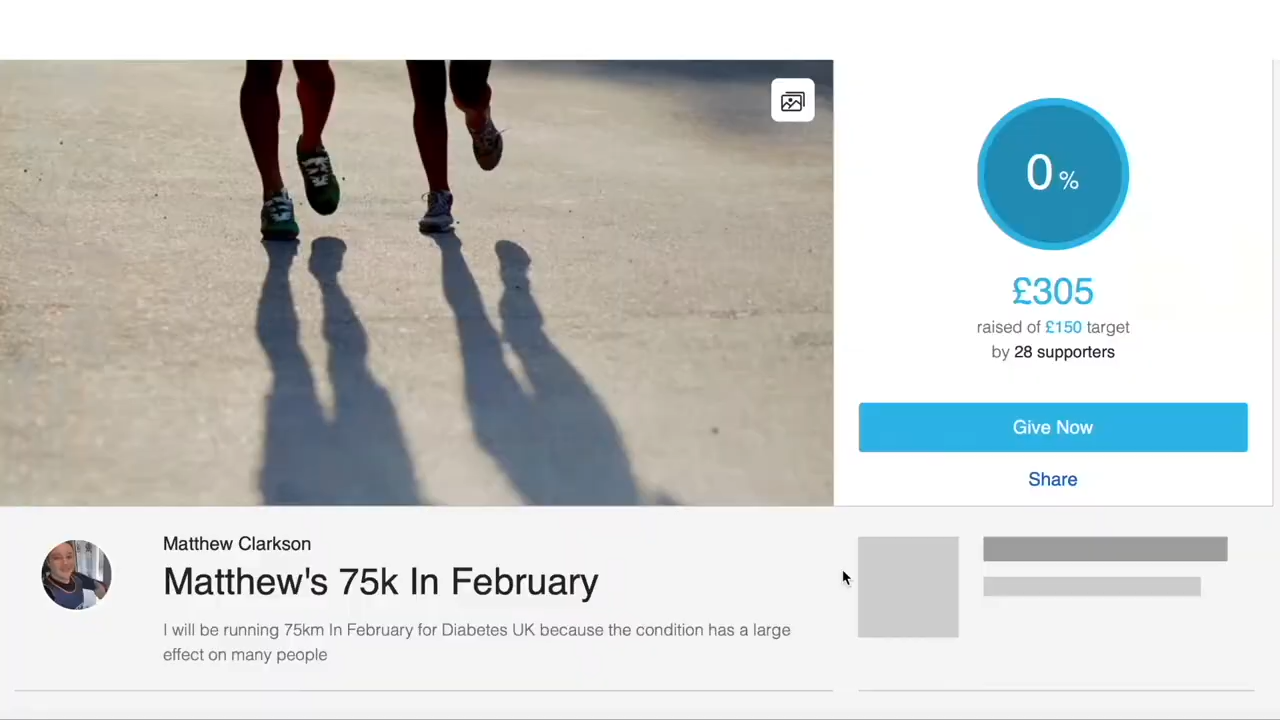 0 %
£305
raised of £150 target
by 28 supporters
Give Now
Share
Matthew Clarkson
Matthew's 75k In February
I will be running 75km In February for Diabetes UK because the condition has a large
effect on many people